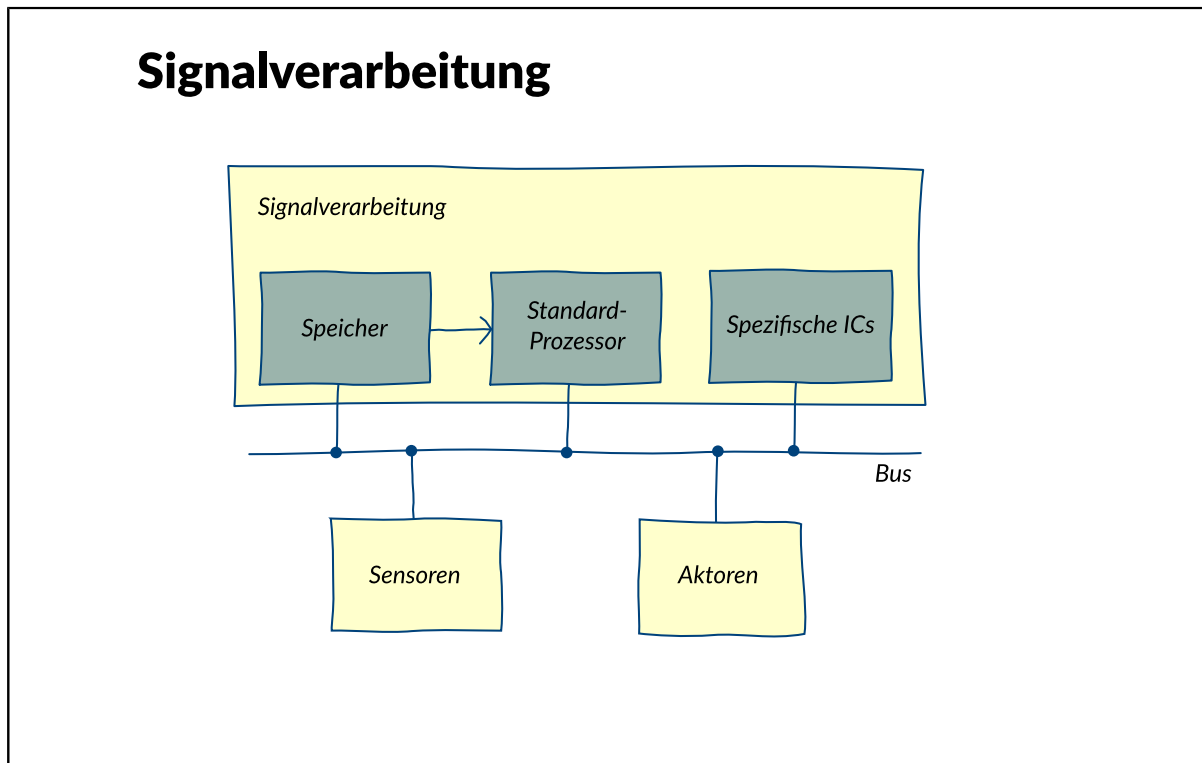 Signalverarbeitung
Signalverarbeitung
Speicher
Standard-
Prozessor
Spezifische ICs
Bus
Sensoren
Aktoren